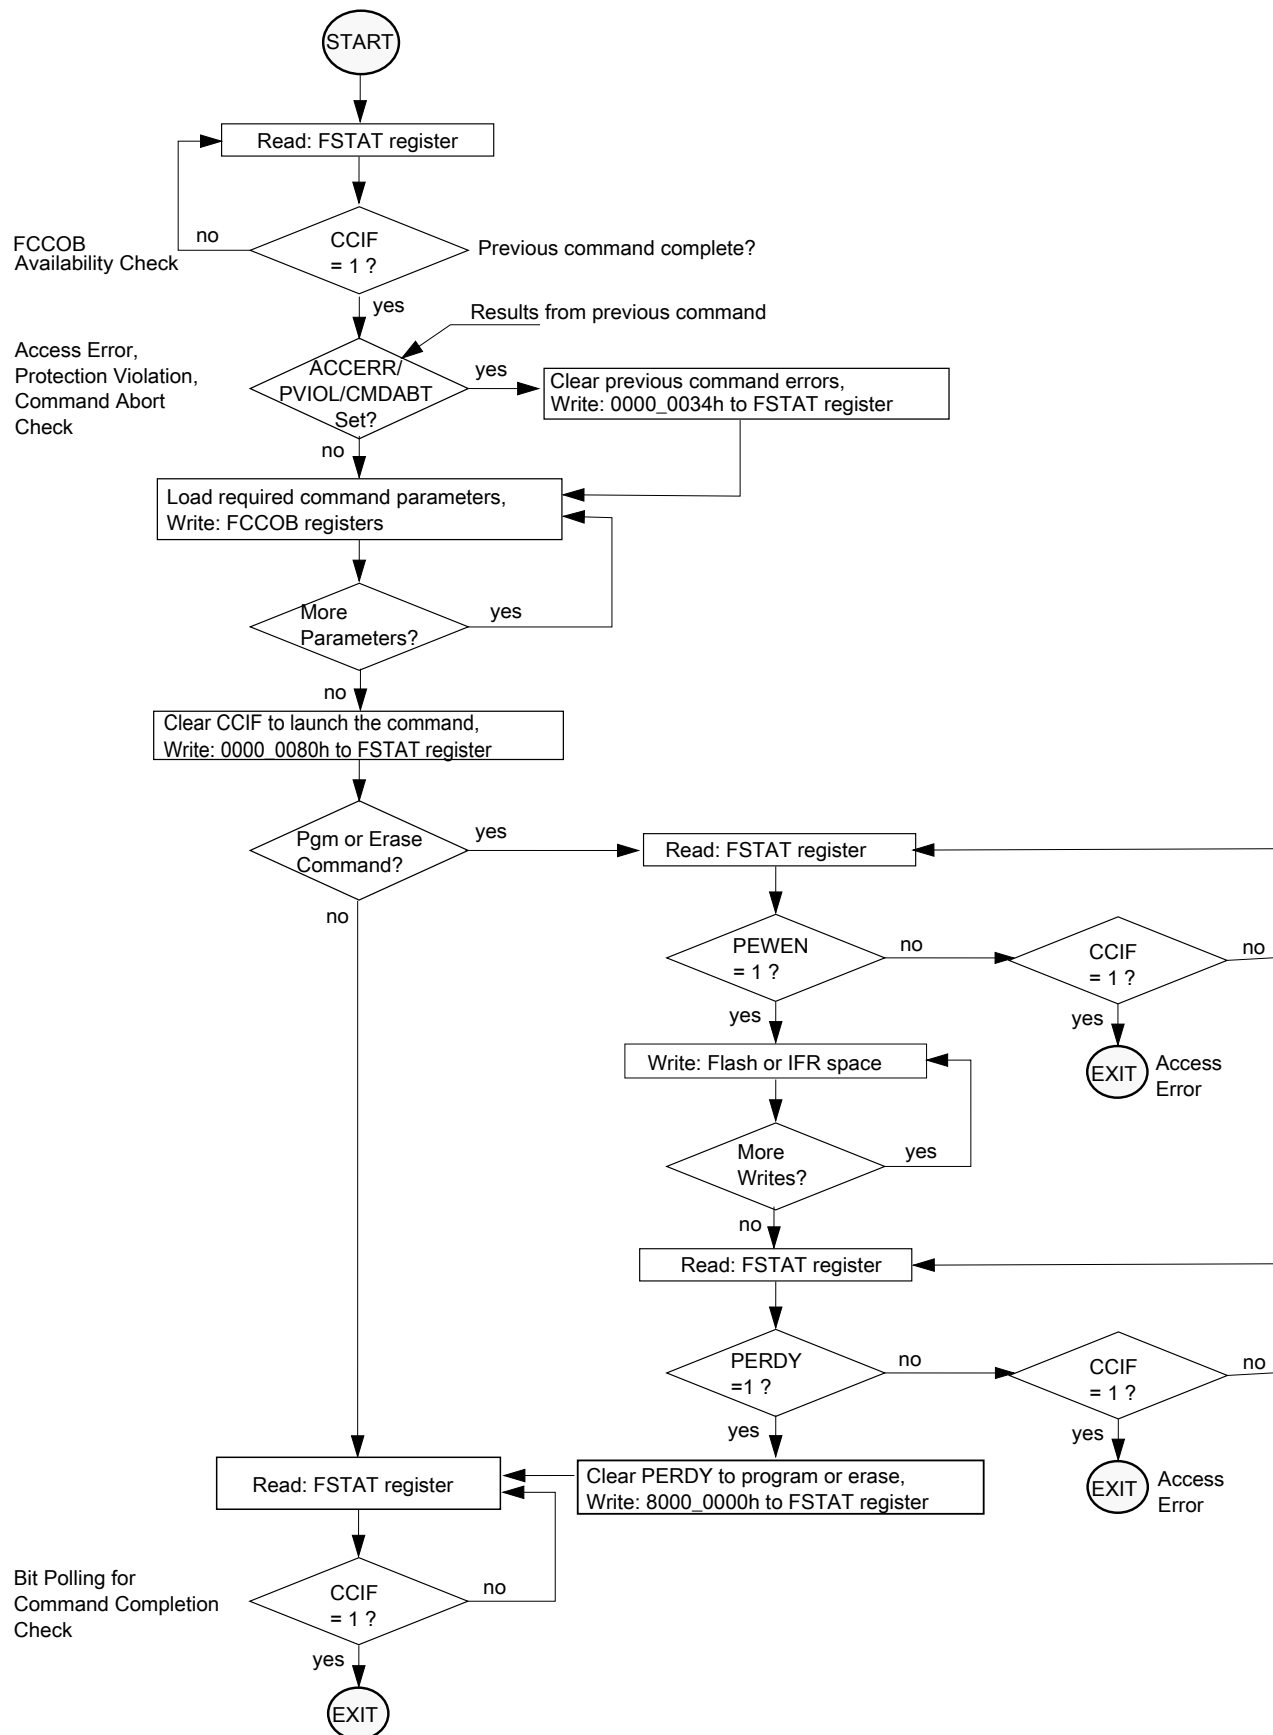 START
Read: FSTAT register
FCCOB
Availability Check
no
CCIF
= 1 ?
Previous command complete?
yes
Results from previous command
Access Error,
Protection Violation,
Command Abort
Check
ACCERR/
PVIOL/CMDABT
Set?
yes
Clear previous command errors,
Write: 0000_0034h to FSTAT register
no
Load required command parameters,
Write: FCCOB registers
More
Parameters?
yes
no
Clear CCIF to launch the command,
Write: 0000_0080h to FSTAT register
Pgm or Erase
Command?
yes
Read: FSTAT register
no
PEWEN
= 1 ?
no
CCIF
= 1 ?
no
yes
yes
Write: Flash or IFR space
EXIT
Access
Error
More
Writes?
yes
no
Read: FSTAT register
PERDY
=1 ?
no
CCIF
= 1 ?
no
yes
yes
Read: FSTAT register
Clear PERDY to program or erase,
Write: 8000_0000h to FSTAT register
EXIT
Access
Error
Bit Polling for
Command Completion
Check
CCIF
= 1 ?
no
yes
EXIT